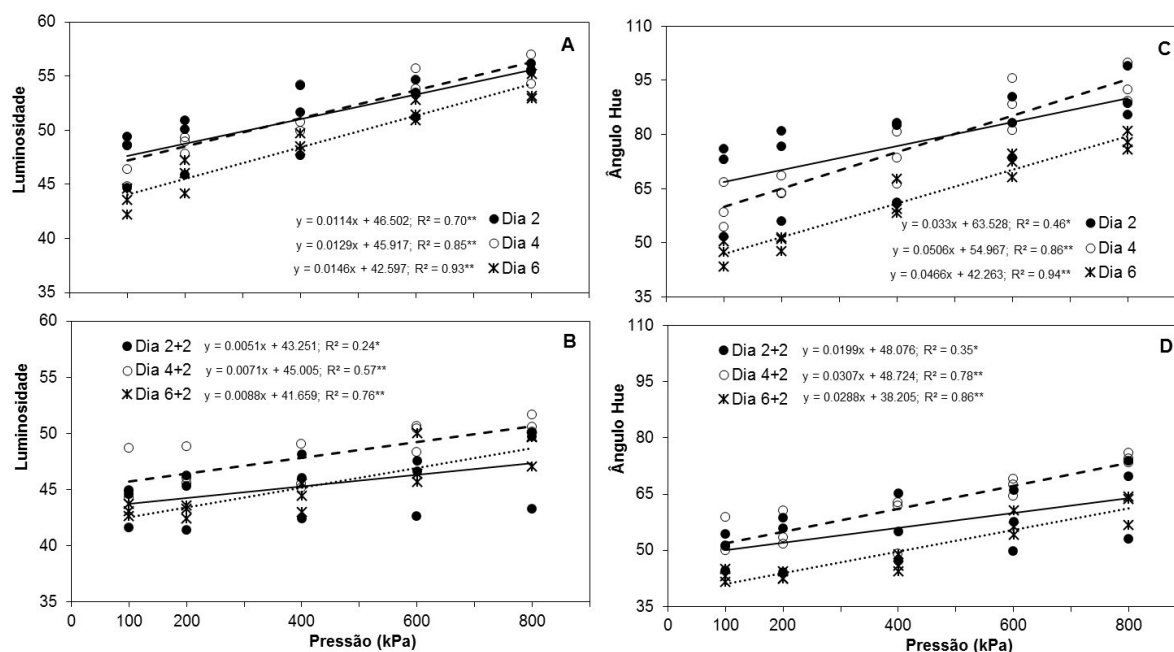 60
55
50
45
40
35
Luminosidade
A
y = 0.0114x + 46.502; R² = 0.70** Dia 2
y = 0.0129x + 45.917; R² = 0.85** Dia 4
y = 0.0146x + 42.597; R² = 0.93** Dia 6
110
95
80
65
50
35
Ângulo Hue
C
y = 0.033x + 63.528; R² = 0.46* Dia 2
y = 0.0506x + 54.967; R² = 0.86** Dia 4
y = 0.0466x + 42.263; R² = 0.94** Dia 6
60
55
50
45
40
35
Luminosidade
B
Dia 2+2 y = 0.0051x + 43.251; R² = 0.24*
Dia 4+2 y = 0.0071x + 45.005; R² = 0.57**
Dia 6+2 y = 0.0088x + 41.659; R² = 0.76**
0 100 200 400 600 800
Pressão (kPa)
110
95
80
65
50
35
Ângulo Hue
D
Dia 2+2 y = 0.0199x + 48.076; R² = 0.35*
Dia 4+2 y = 0.0307x + 48.724; R² = 0.78**
Dia 6+2 y = 0.0288x + 38.205; R² = 0.86**
0 100 200 400 600 800
Pressão (kPa)